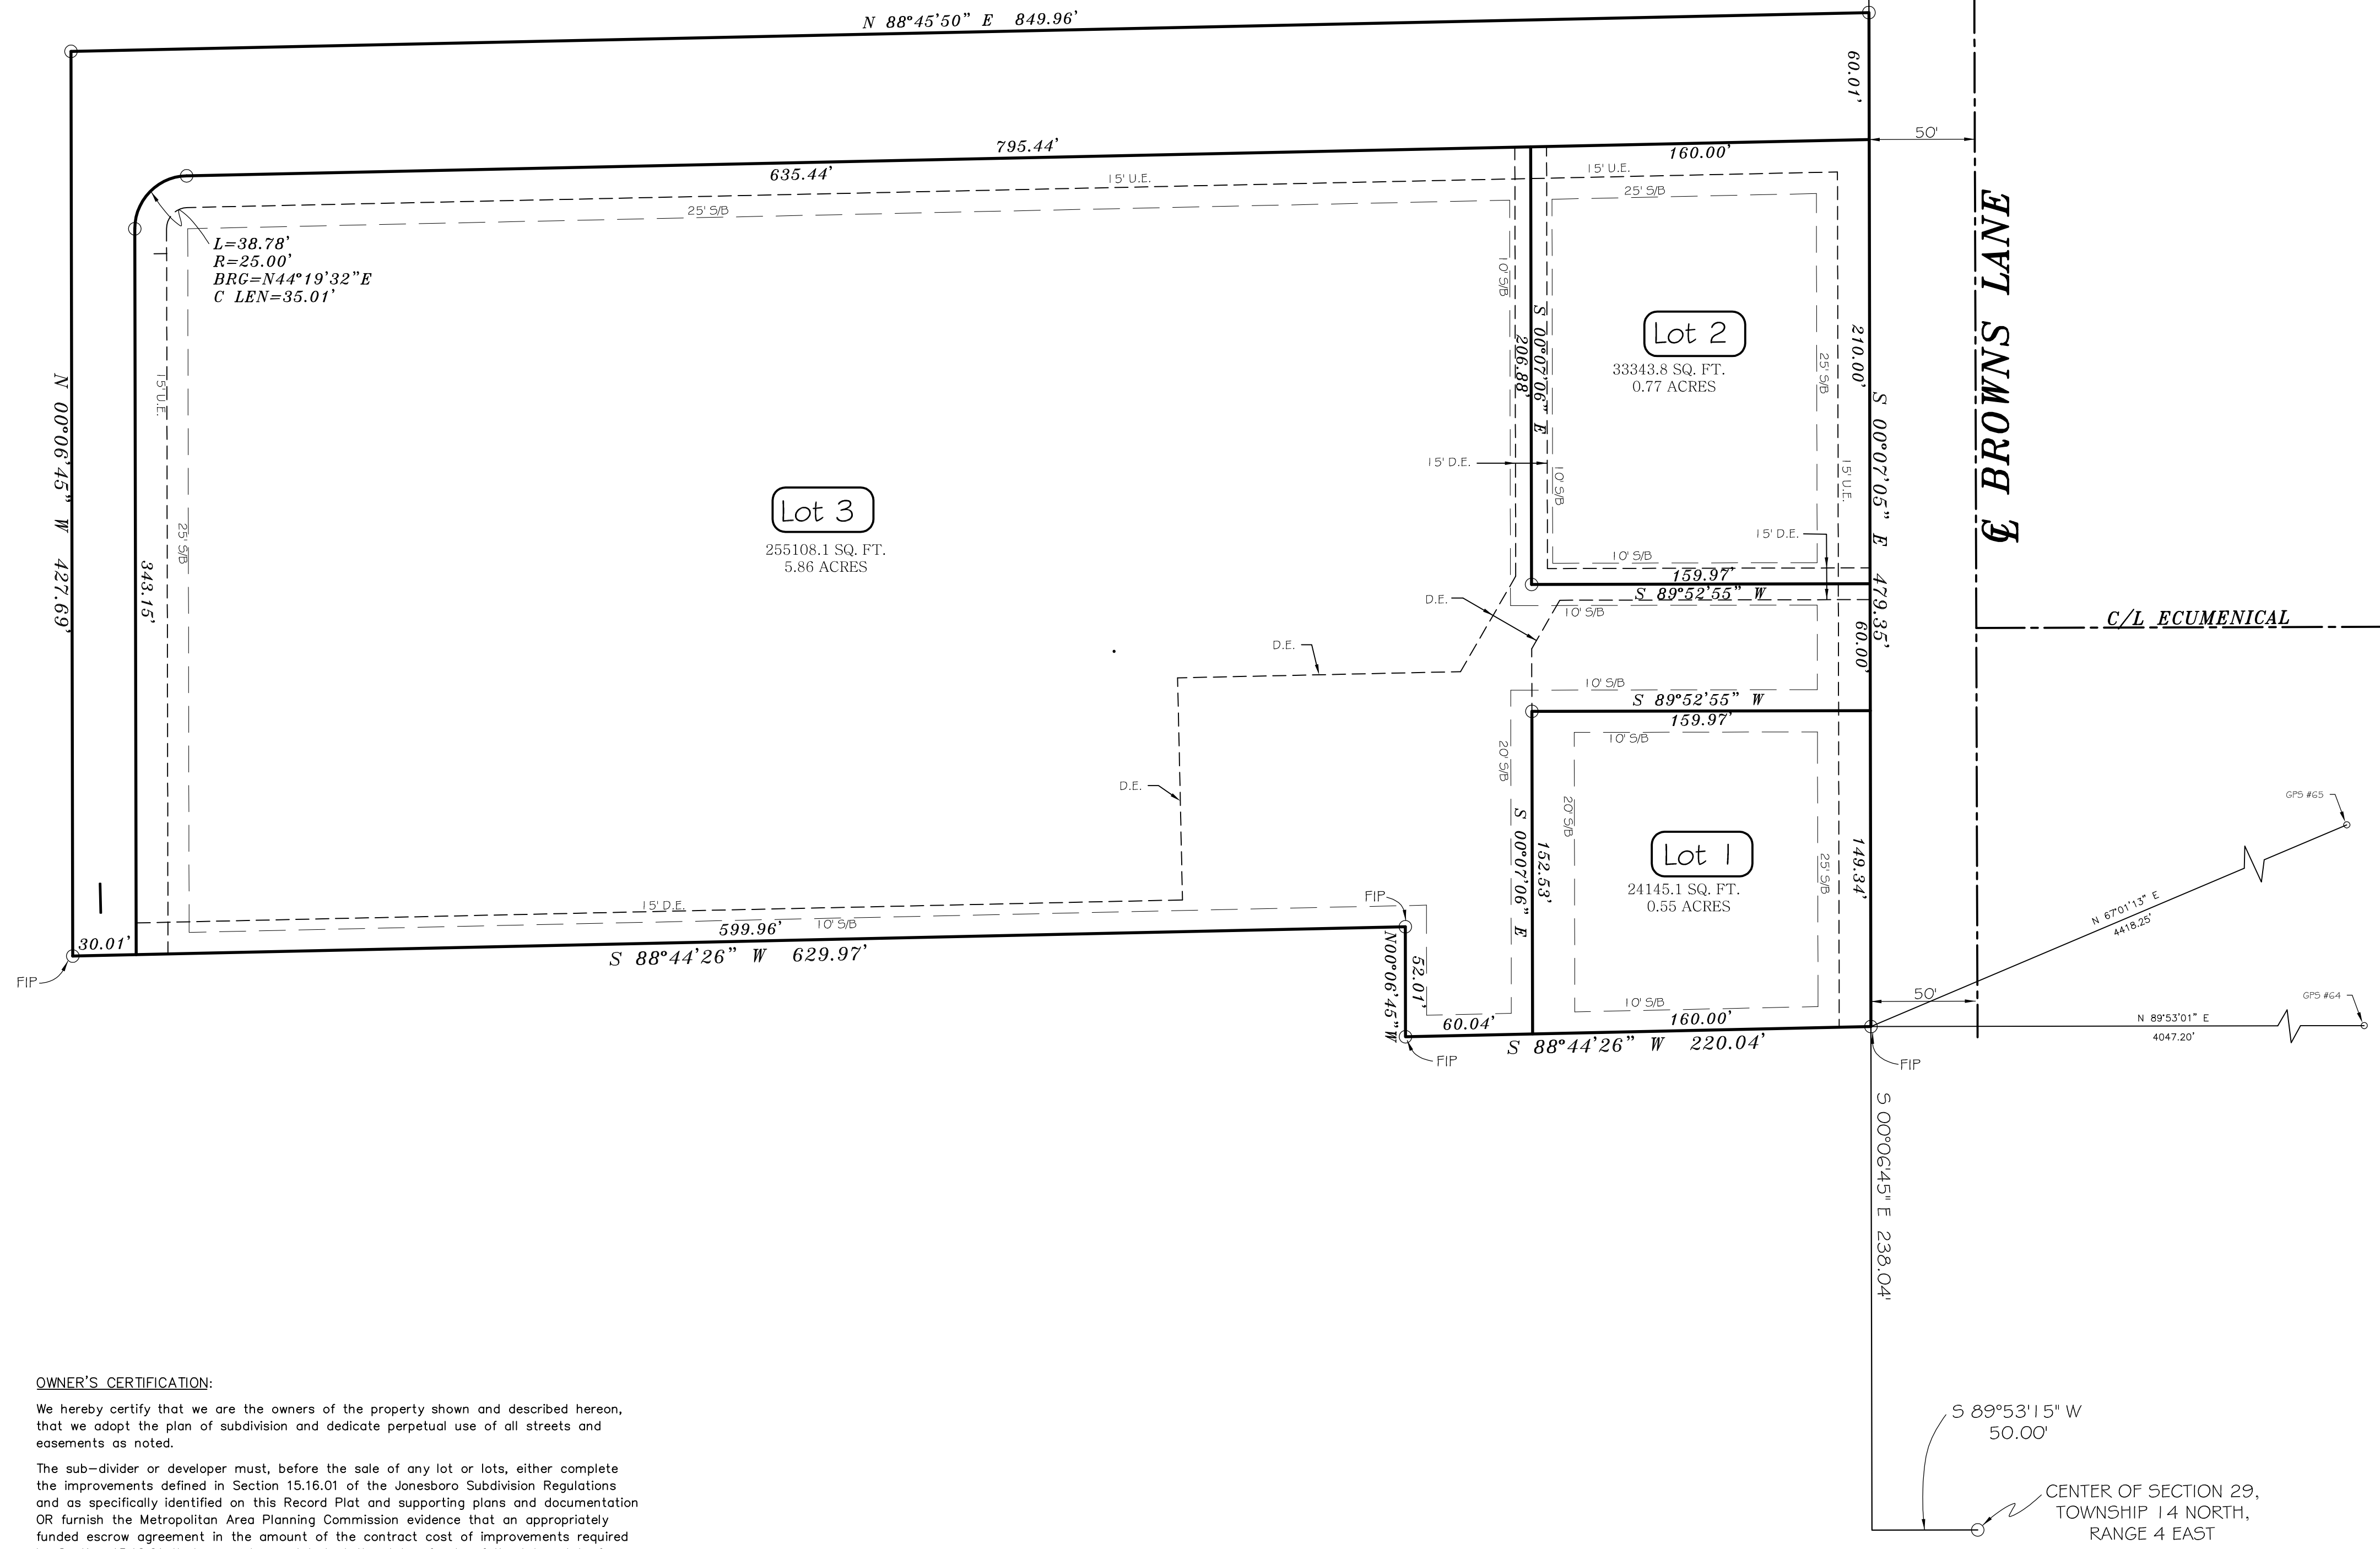 N 88°45'50" E 849.96'
60.01'
50'
795.44'
160.00'
635.44'
15' U.E.
15' U.E.
25' S/B
25' S/B
L=38.78'
R=25.00'
BRG=N44°19'32"E
C LEN=35.01'
10' S/B
S 00°07'06" E
206.88'
Lot 2
33343.8 SQ. FT.
0.77 ACRES
25' S/B
210.00'
℄ BROWNS LANE
N 00°06'45" W 427.69'
15' U.E.
25' S/B
343.15'
Lot 3
255108.1 SQ. FT.
5.86 ACRES
15' D.E.
10' S/B
15' U.E.
S 00°07'05" E 479.35'
15' D.E.
10' S/B
159.97'
S 89°52'55" W
D.E.
10' S/B
60.00'
C/L ECUMENICAL
D.E.
10' S/B
S 89°52'55" W
159.97'
10' S/B
20' S/B
D.E.
20' S/B
GPS #65
Lot 1
24145.1 SQ. FT.
0.55 ACRES
S 00°07'06" E
152.53'
25' S/B
149.34'
N 67°01'13" E
4418.25'
15' D.E.
FIP
599.96'
10' S/B
30.01'
S 88°44'26" W 629.97'
FIP
N00°06'45"W
52.01'
50'
GPS #64
10' S/B
60.04'
160.00'
S 88°44'26" W 220.04'
N 89°53'01" E
4047.20'
FIP
FIP
S 00°06'45" E 238.04'
S 89°53'15" W
50.00'
CENTER OF SECTION 29,
TOWNSHIP 14 NORTH,
RANGE 4 EAST
OWNER'S CERTIFICATION:
We hereby certify that we are the owners of the property shown and described hereon,
that we adopt the plan of subdivision and dedicate perpetual use of all streets and
easements as noted.
The sub-divider or developer must, before the sale of any lot or lots, either complete
the improvements defined in Section 15.16.01 of the Jonesboro Subdivision Regulations
and as specifically identified on this Record Plat and supporting plans and documentation
OR furnish the Metropolitan Area Planning Commission evidence that an appropriately
funded escrow agreement in the amount of the contract cost of improvements required